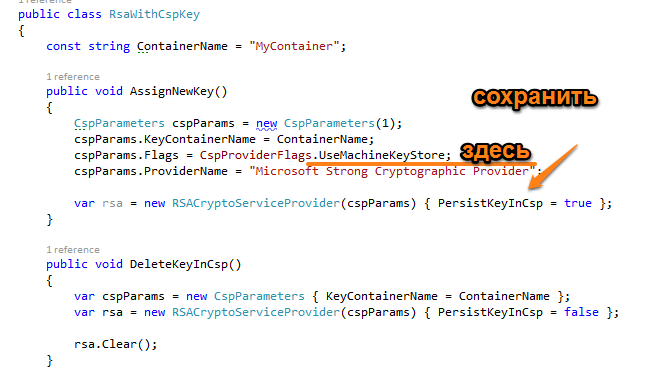 1 reference
public class RsaWithCspKey
{
const string ContainerName = "MyContainer";
1 reference
public void AssignNewKey()
{
CspParameters cspParams = new CspParameters(1);
cspParams.KeyContainerName = ContainerName;
cspParams.Flags = CspProviderFlags.UseMachineKeyStore;
cspParams.ProviderName = "Microsoft Strong Cryptographic Provider";
var rsa = new RSACryptoServiceProvider(cspParams) { PersistKeyInCsp = true };
}
сохранить
здесь
1 reference
public void DeleteKeyInCsp()
{
var cspParams = new CspParameters { KeyContainerName = ContainerName };
var rsa = new RSACryptoServiceProvider(cspParams) { PersistKeyInCsp = false };
rsa.Clear();
}